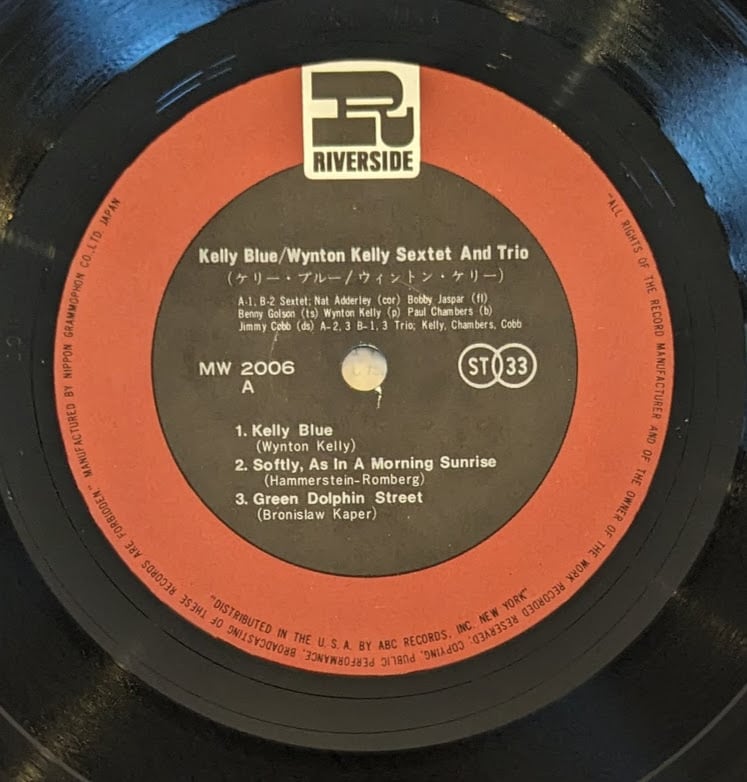 R
RIVERSIDE
Kelly Blue/Wynton Kelly Sextet And Trio
(ケリー・ブルー/ウィントン・ケリー)
A-1, B-2 Sextet; Nat Adderley (cor) Bobby Jaspar (fl)
Benny Golson (ts) Wynton Kelly (p) Paul Chambers (b)
Jimmy Cobb (ds) A-2, 3 B-1, 3 Trio; Kelly, Chambers, Cobb
MW 2006
A
ST 33
1. Kelly Blue
(Wynton Kelly)
2. Softly, As In A Morning Sunrise
(Hammerstein-Romberg)
3. Green Dolphin Street
(Bronislaw Kaper)
"DISTRIBUTED IN THE U. S. A. BY ABC RECORDS, INC. NEW YORK"
"ALL RIGHTS OF THE RECORD MANUFACTURER AND OF THE OWNER OF THE WORK RECORDED RESERVED. COPYING, PUBLIC PERFORMANCE, BROADCASTING OF THESE RECORDS ARE FORBIDDEN." MANUFACTURED BY NIPPON GRAMMOPHON CO., LTD. JAPAN